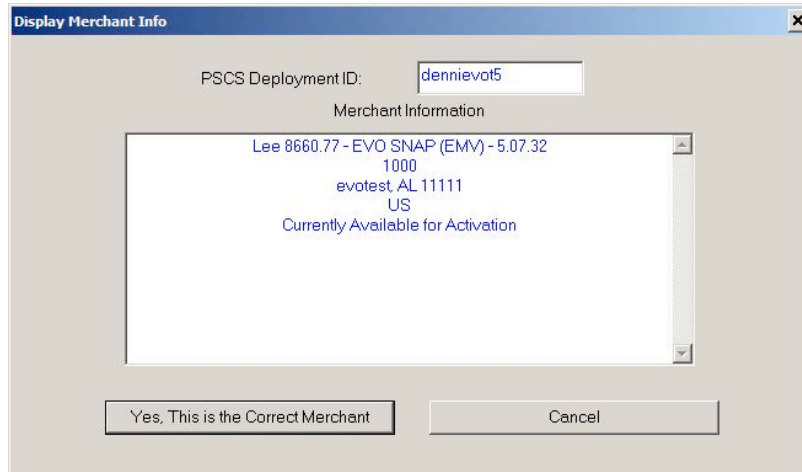 Display Merchant Info
PSCS Deployment ID: dennievot5
Merchant Information
Lee 8660.77 - EVO SNAP (EMV) - 5.07.32
1000
evotest, AL 11111
US
Currently Available for Activation
Yes, This is the Correct Merchant Cancel